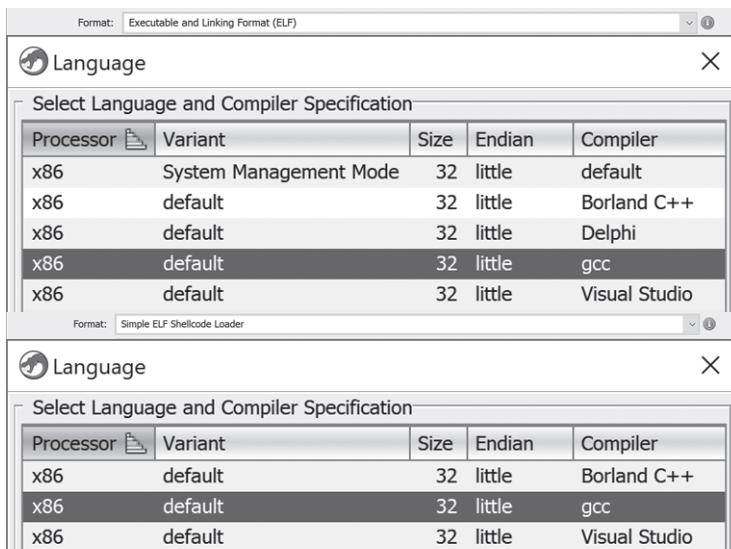 Format: Executable and Linking Format (ELF)
Language
Select Language and Compiler Specification
Processor Variant Size Endian Compiler
x86 System Management Mode 32 little default
x86 default 32 little Borland C++
x86 default 32 little Delphi
x86 default 32 little gcc
x86 default 32 little Visual Studio
Format: Simple ELF Shellcode Loader
Language
Select Language and Compiler Specification
Processor Variant Size Endian Compiler
x86 default 32 little Borland C++
x86 default 32 little gcc
x86 default 32 little Visual Studio